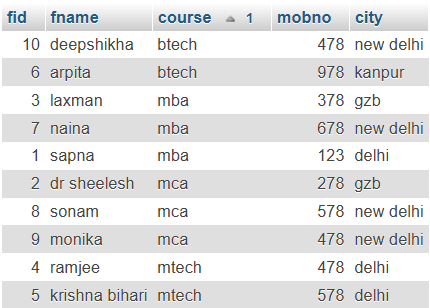 fid fname course 1 mobno city
10 deepshikha btech 478 new delhi
6 arpita btech 978 kanpur
3 laxman mba 378 gzb
7 naina mba 678 new delhi
1 sapna mba 123 delhi
2 dr sheelesh mca 278 gzb
8 sonam mca 578 new delhi
9 monika mca 478 new delhi
4 ramjee mtech 478 delhi
5 krishna bihari mtech 578 delhi